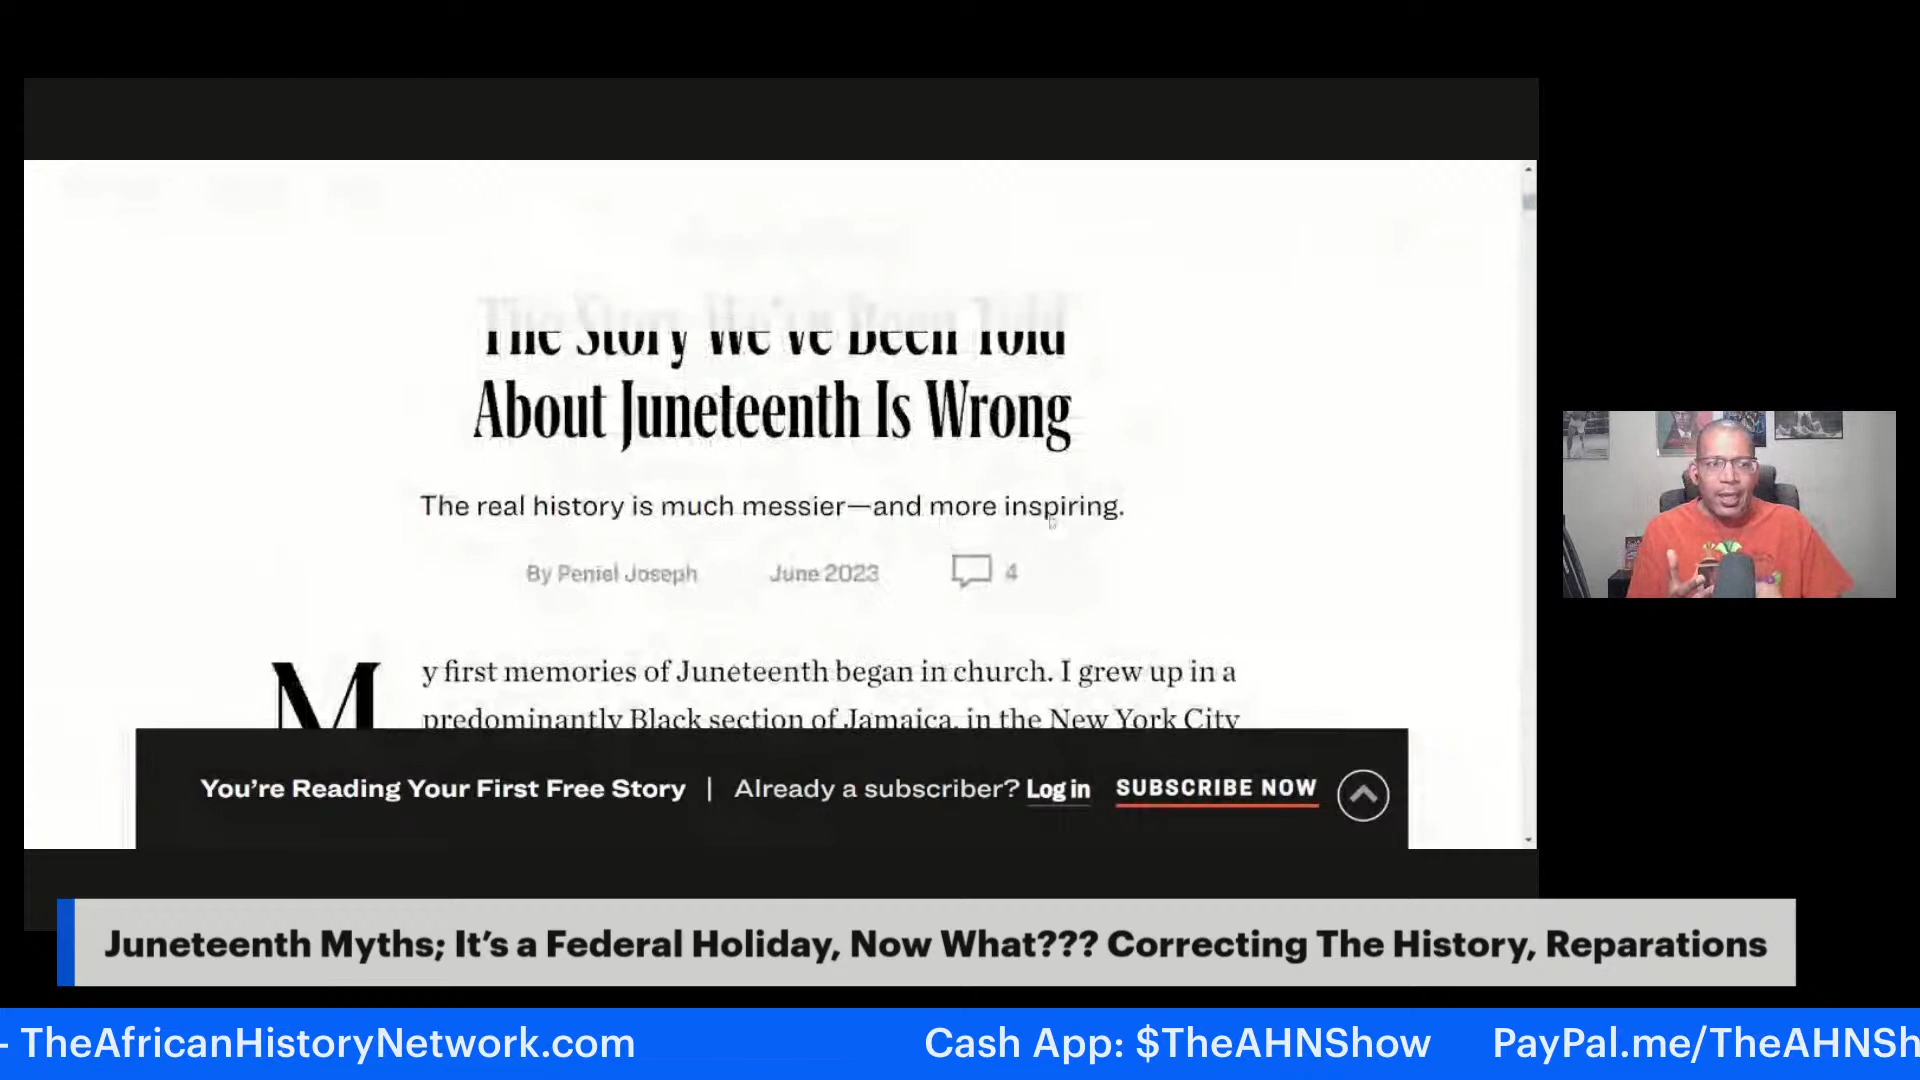 The Story We've Been Told
About Juneteenth Is Wrong
The real history is much messier—and more inspiring.
By Peniel Joseph June 2023 4
My first memories of Juneteenth began in church. I grew up in a
predominantly Black section of Jamaica, in the New York City
You're Reading Your First Free Story | Already a subscriber? Log in SUBSCRIBE NOW
Juneteenth Myths; It's a Federal Holiday, Now What??? Correcting The History, Reparations
- TheAfricanHistoryNetwork.com Cash App: $TheAHNShow PayPal.me/TheAHNSh